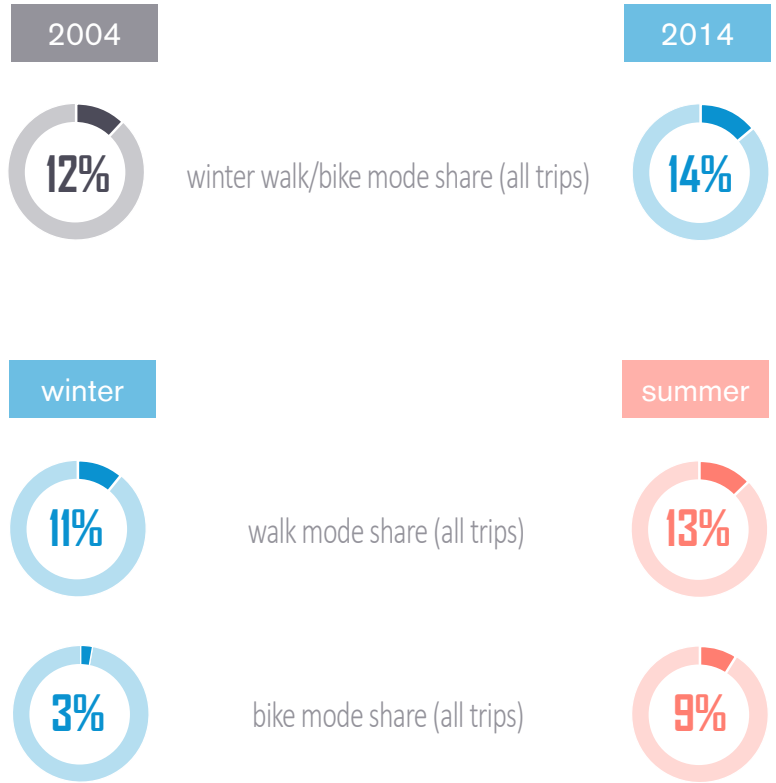 2004 2014
12% winter walk/bike mode share (all trips) 14%
winter summer
11% walk mode share (all trips) 13%
3% bike mode share (all trips) 9%